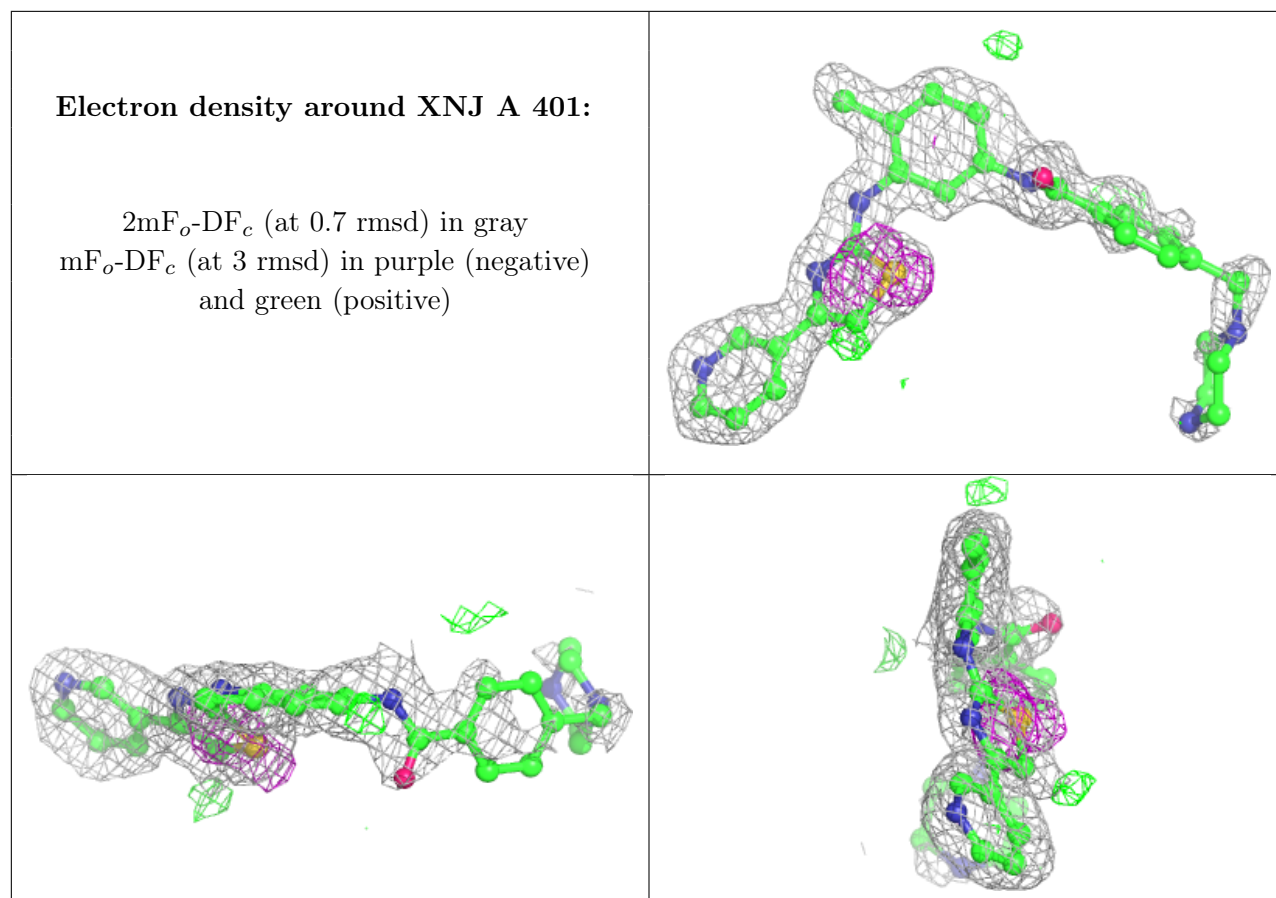 Electron density around XNJ A 401:
2mFo-DFc (at 0.7 rmsd) in gray
mFo-DFc (at 3 rmsd) in purple (negative)
and green (positive)